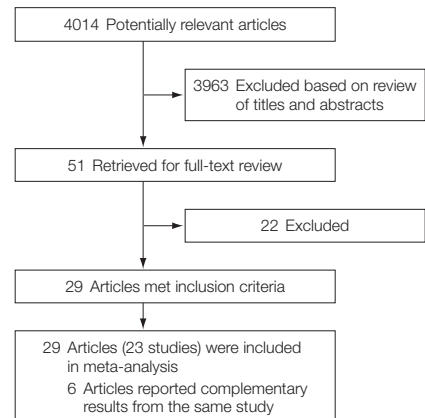 4014 Potentially relevant articles
3963 Excluded based on review
of titles and abstracts
51 Retrieved for full-text review
22 Excluded
29 Articles met inclusion criteria
29 Articles (23 studies) were included
in meta-analysis
6 Articles reported complementary
results from the same study